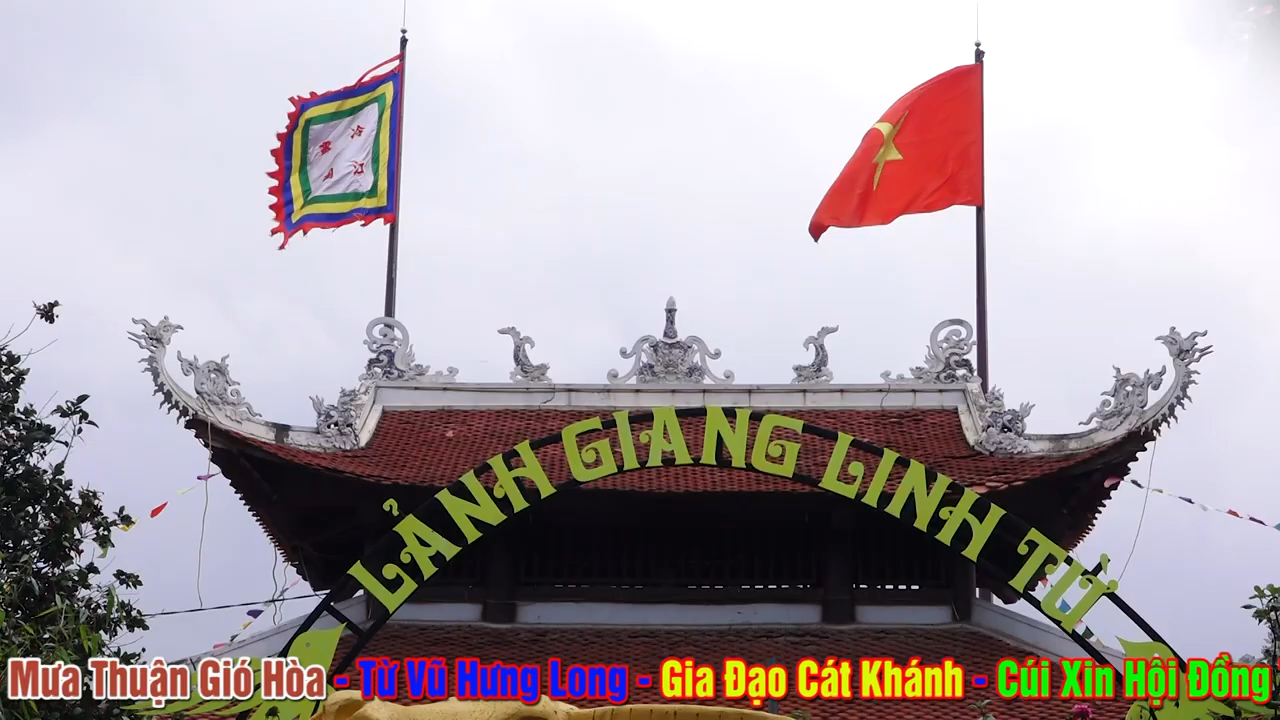 LẢNH GIANG LINH TỪ
Mưa Thuận Gió Hòa - Từ Vũ Hưng Long - Gia Đạo Cát Khánh - Cúi Xin Hội Đồng